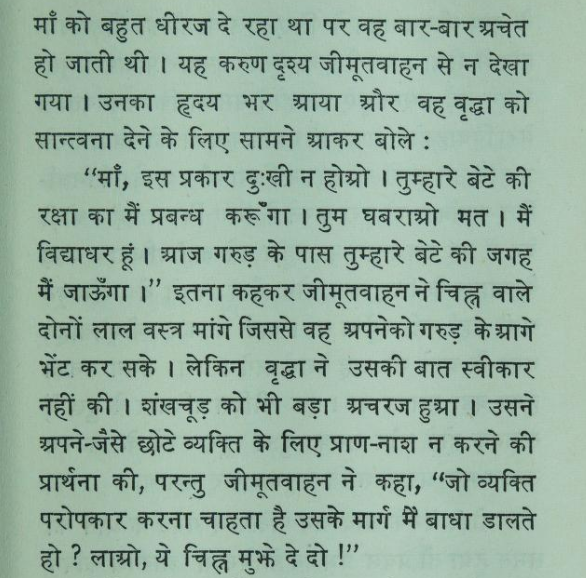 माँ को बहुत धीरज दे रहा था पर वह बार-बार अचेत
हो जाती थी । यह करुण दृश्य जीमूतवाहन से न देखा
गया । उनका हृदय भर आया और वह वृद्धा को
सान्त्वना देने के लिए सामने आकर बोले :
“माँ, इस प्रकार दुःखी न होओ । तुम्हारे बेटे की
रक्षा का मैं प्रबन्ध करूँगा । तुम घबराओ मत । मैं
विद्याधर हूं । आज गरुड़ के पास तुम्हारे बेटे की जगह
मैं जाऊँगा ।” इतना कहकर जीमूतवाहन ने चिह्न वाले
दोनों लाल वस्त्र मांगे जिससे वह अपनेको गरुड़ के आगे
भेंट कर सके । लेकिन वृद्धा ने उसकी बात स्वीकार
नहीं की । शंखचूड़ को भी बड़ा अचरज हुआ । उसने
अपने-जैसे छोटे व्यक्ति के लिए प्राण-नाश न करने की
प्रार्थना की, परन्तु जीमूतवाहन ने कहा, “जो व्यक्ति
परोपकार करना चाहता है उसके मार्ग में बाधा डालते
हो ? लाओ, ये चिह्न मुझे दे दो !”